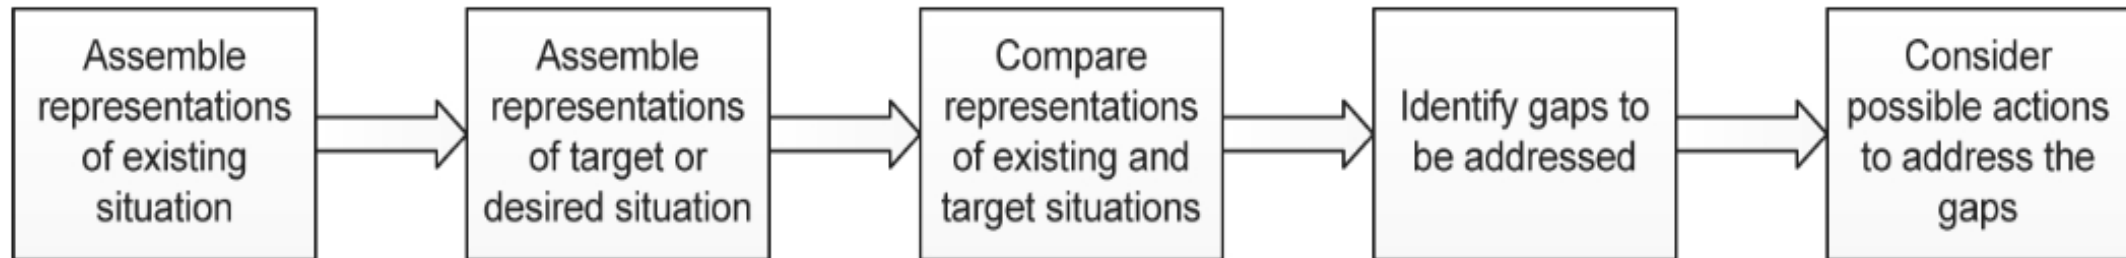 Assemble
representations
of existing
situation
Assemble
representations
of target or
desired situation
Compare
representations
of existing and
target situations
Identify gaps to
be addressed
Consider
possible actions
to address the
gaps